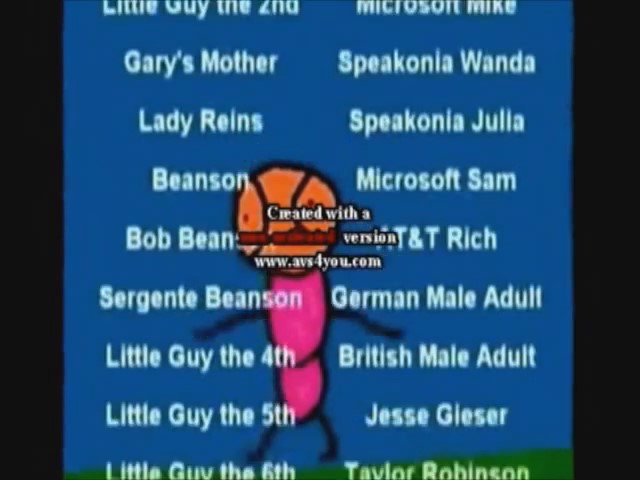 Little Guy the 2nd Microsoft Mike
Gary's Mother Speakonia Wanda
Lady Reins Speakonia Julia
Beanson Microsoft Sam
Created with a
Bob Bean AT&T Rich
version
www.avs4you.com
Sergente Beanson German Male Adult
Little Guy the 4th British Male Adult
Little Guy the 5th Jesse Gieser
Little Guy the 6th Taylor Robinson